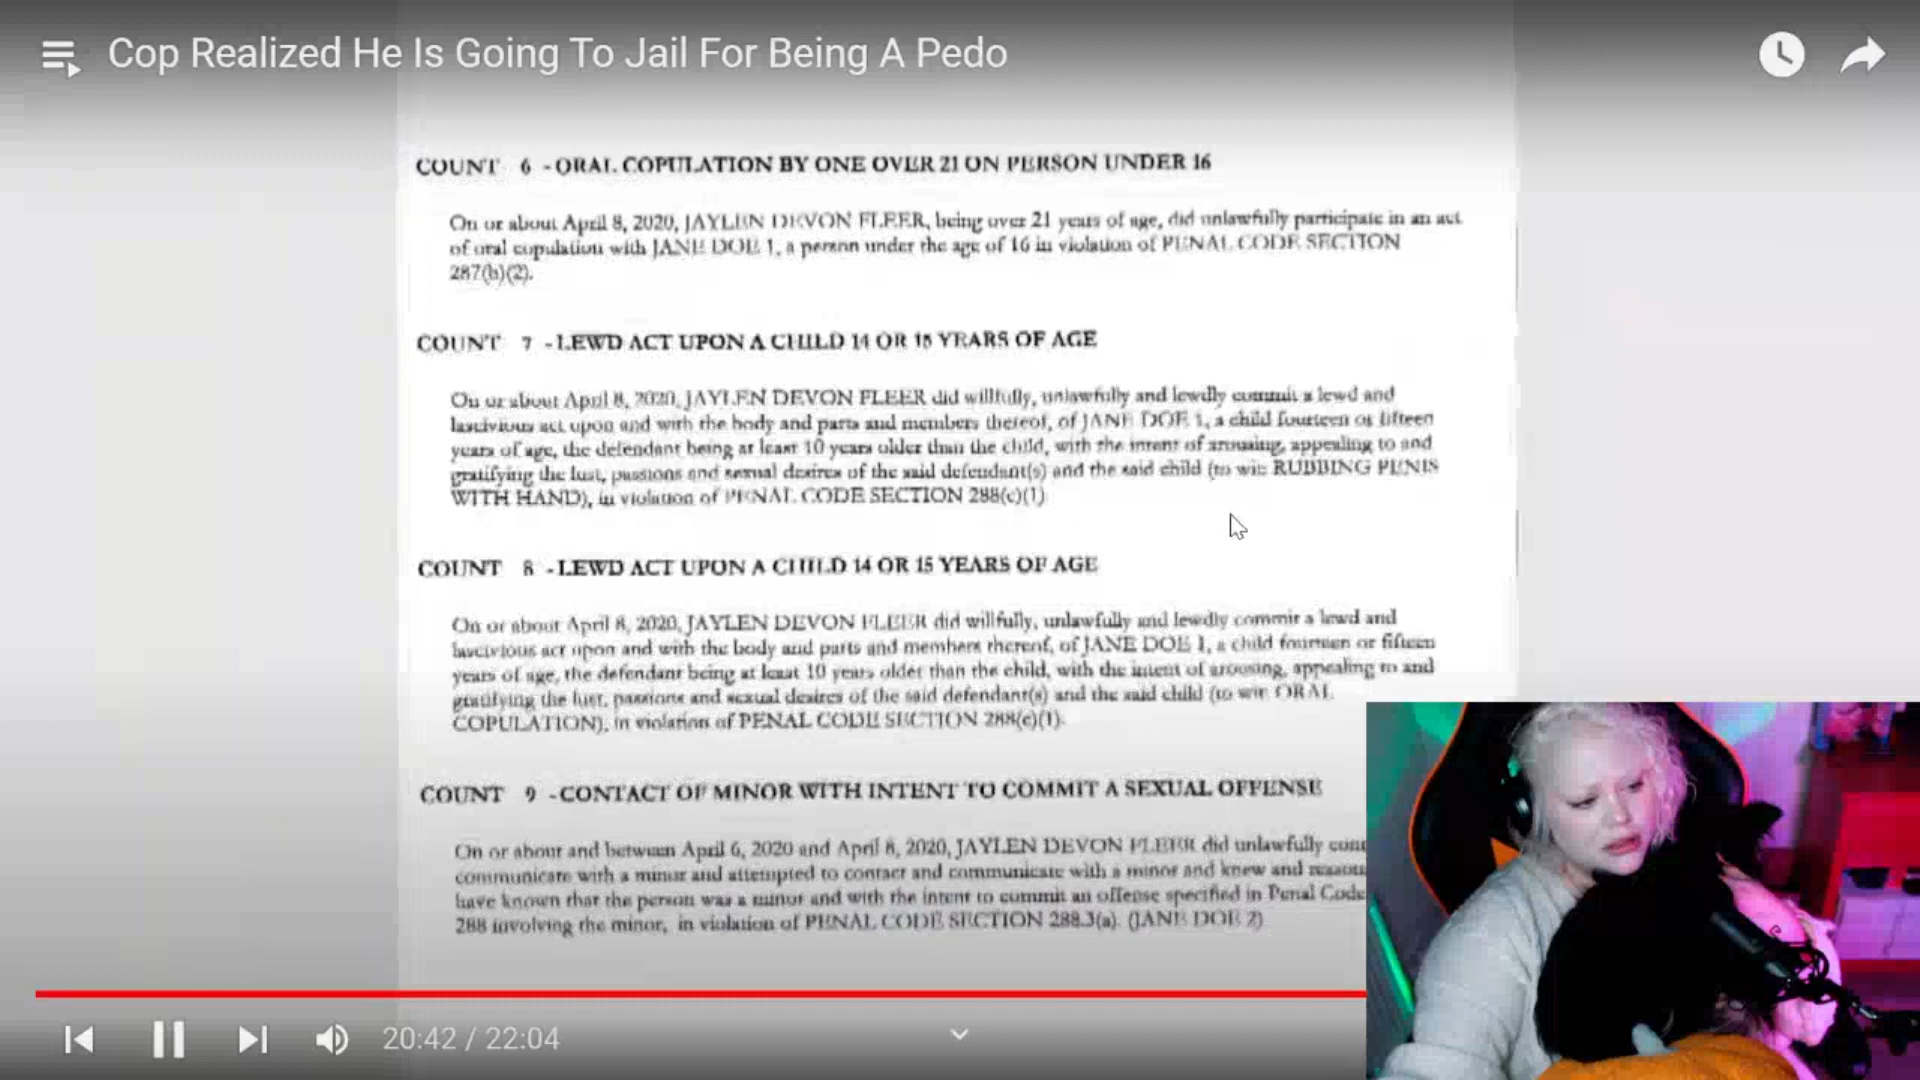 Cop Realized He Is Going To Jail For Being A Pedo
COUNT 6 - ORAL COPULATION BY ONE OVER 21 ON PERSON UNDER 16
On or about April 8, 2020, JAYLEN DEVON FLEER, being over 21 years of age, did unlawfully participate in an act
of oral copulation with JANE DOE 1, a person under the age of 16 in violation of PENAL CODE SECTION
287(b)(2).
COUNT 7 - LEWD ACT UPON A CHILD 14 OR 15 YEARS OF AGE
On or about April 8, 2020, JAYLEN DEVON FLEER did willfully, unlawfully and lewdly commit a lewd and
lascivious act upon and with the body and parts and members thereof, of JANE DOE 1, a child fourteen or fifteen
years of age, the defendant being at least 10 years older than the child, with the intent of arousing, appealing to and
gratifying the lust, passions and sexual desires of the said defendant(s) and the said child (to wit: RUBBING PENIS
WITH HAND), in violation of PENAL CODE SECTION 288(c)(1)
COUNT 8 - LEWD ACT UPON A CHILD 14 OR 15 YEARS OF AGE
On or about April 8, 2020, JAYLEN DEVON FLEER did willfully, unlawfully and lewdly commit a lewd and
lascivious act upon and with the body and parts and members thereof, of JANE DOE 1, a child fourteen or fifteen
years of age, the defendant being at least 10 years older than the child, with the intent of arousing, appealing to and
gratifying the lust, passions and sexual desires of the said defendant(s) and the said child (to wit: ORAL
COPULATION), in violation of PENAL CODE SECTION 288(c)(1).
COUNT 9 - CONTACT OF MINOR WITH INTENT TO COMMIT A SEXUAL OFFENSE
On or about and between April 6, 2020 and April 8, 2020, JAYLEN DEVON FLEER did unlawfully
communicate with a minor and attempted to contact and communicate with a minor and knew and
have known that the person was a minor and with the intent to commit an offense specified in Penal Code
288 involving the minor, in violation of PENAL CODE SECTION 288.3(a). (JANE DOE 2)
20:42 / 22:04